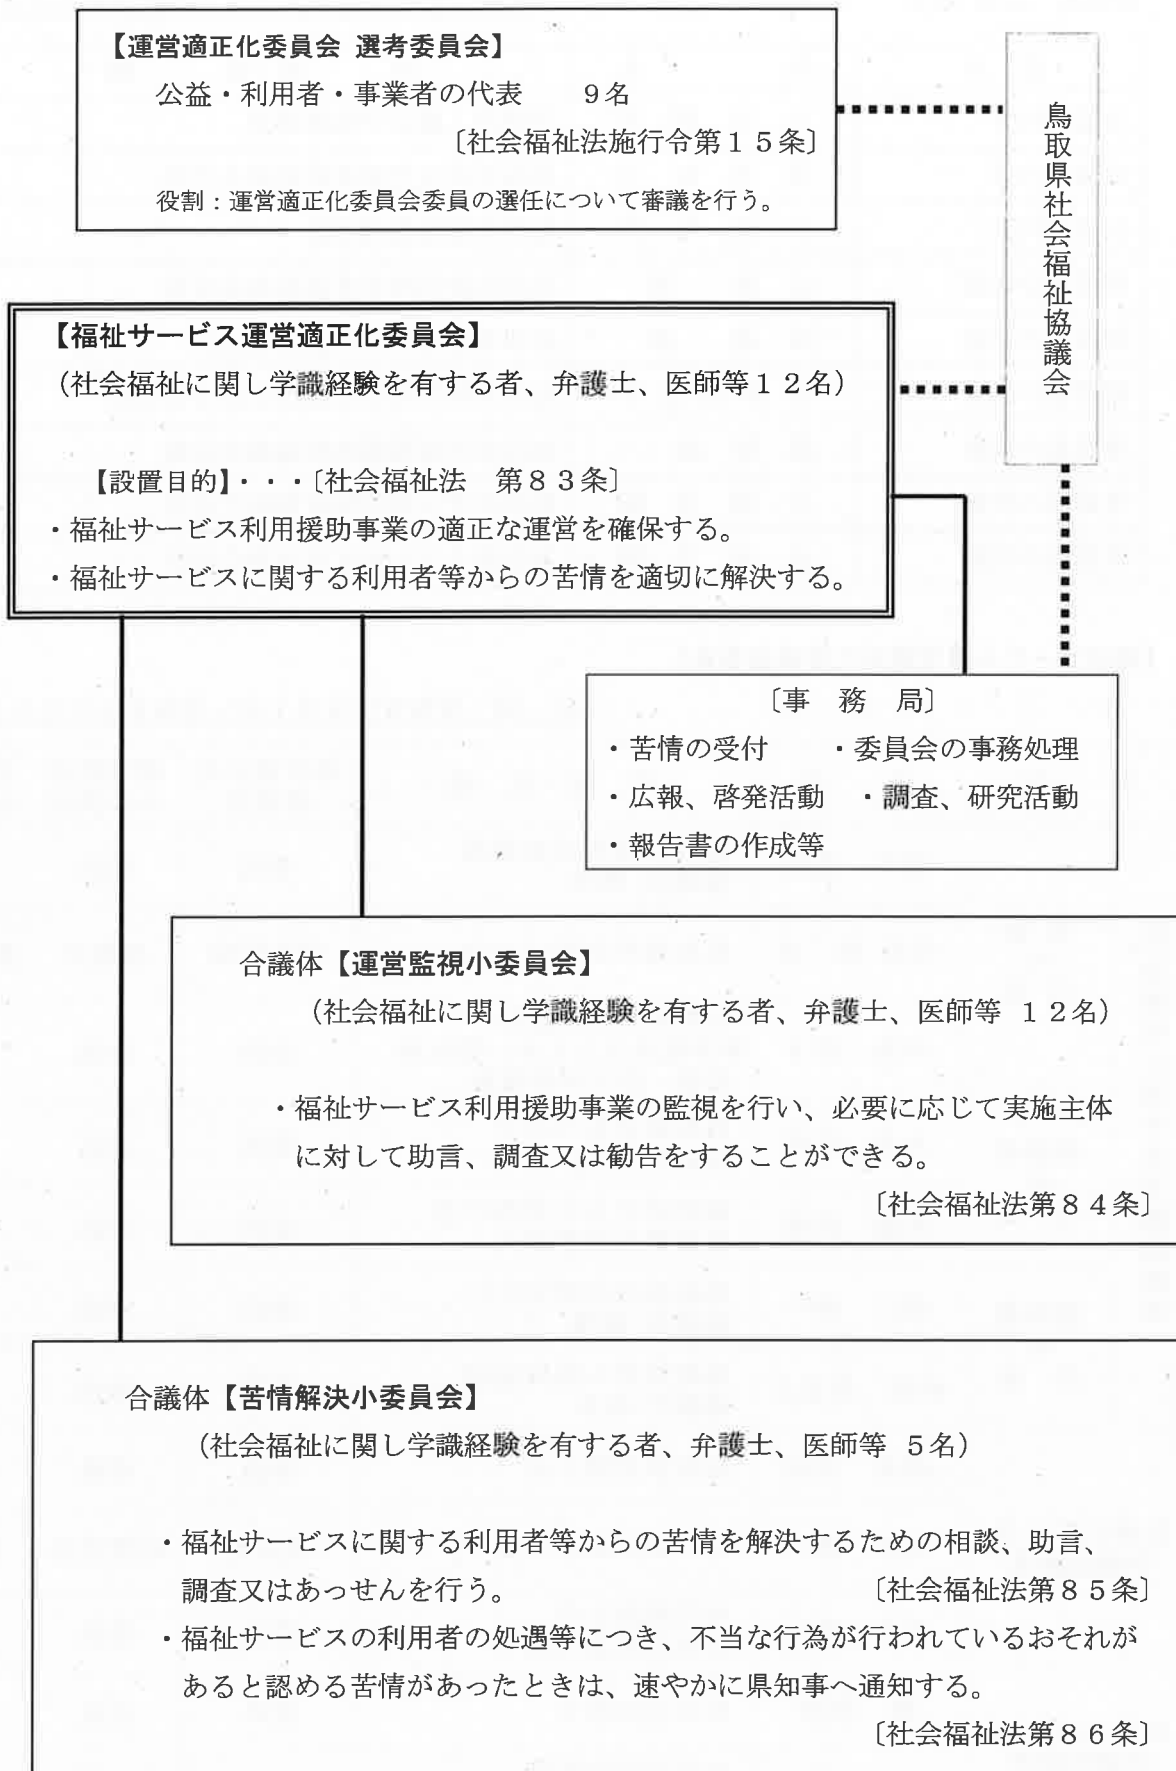 【運営適正化委員会 選考委員会】
公益・利用者・事業者の代表　　９名
〔社会福祉法施行令第１５条〕
役割：運営適正化委員会委員の選任について審議を行う。
鳥取県社会福祉協議会
【福祉サービス運営適正化委員会】
（社会福祉に関し学識経験を有する者、弁護士、医師等１２名）
【設置目的】・・・〔社会福祉法　第８３条〕
・福祉サービス利用援助事業の適正な運営を確保する。
・福祉サービスに関する利用者等からの苦情を適切に解決する。
〔事　務　局〕
・苦情の受付　　・委員会の事務処理
・広報、啓発活動　・調査、研究活動
・報告書の作成等
合議体【運営監視小委員会】
（社会福祉に関し学識経験を有する者、弁護士、医師等 １２名）
・福祉サービス利用援助事業の監視を行い、必要に応じて実施主体
に対して助言、調査又は勧告をすることができる。
〔社会福祉法第８４条〕
合議体【苦情解決小委員会】
（社会福祉に関し学識経験を有する者、弁護士、医師等 ５名）
・福祉サービスに関する利用者等からの苦情を解決するための相談、助言、
調査又はあっせんを行う。　　　　〔社会福祉法第８５条〕
・福祉サービスの利用者の処遇等につき、不当な行為が行われているおそれが
あると認める苦情があったときは、速やかに県知事へ通知する。
〔社会福祉法第８６条〕